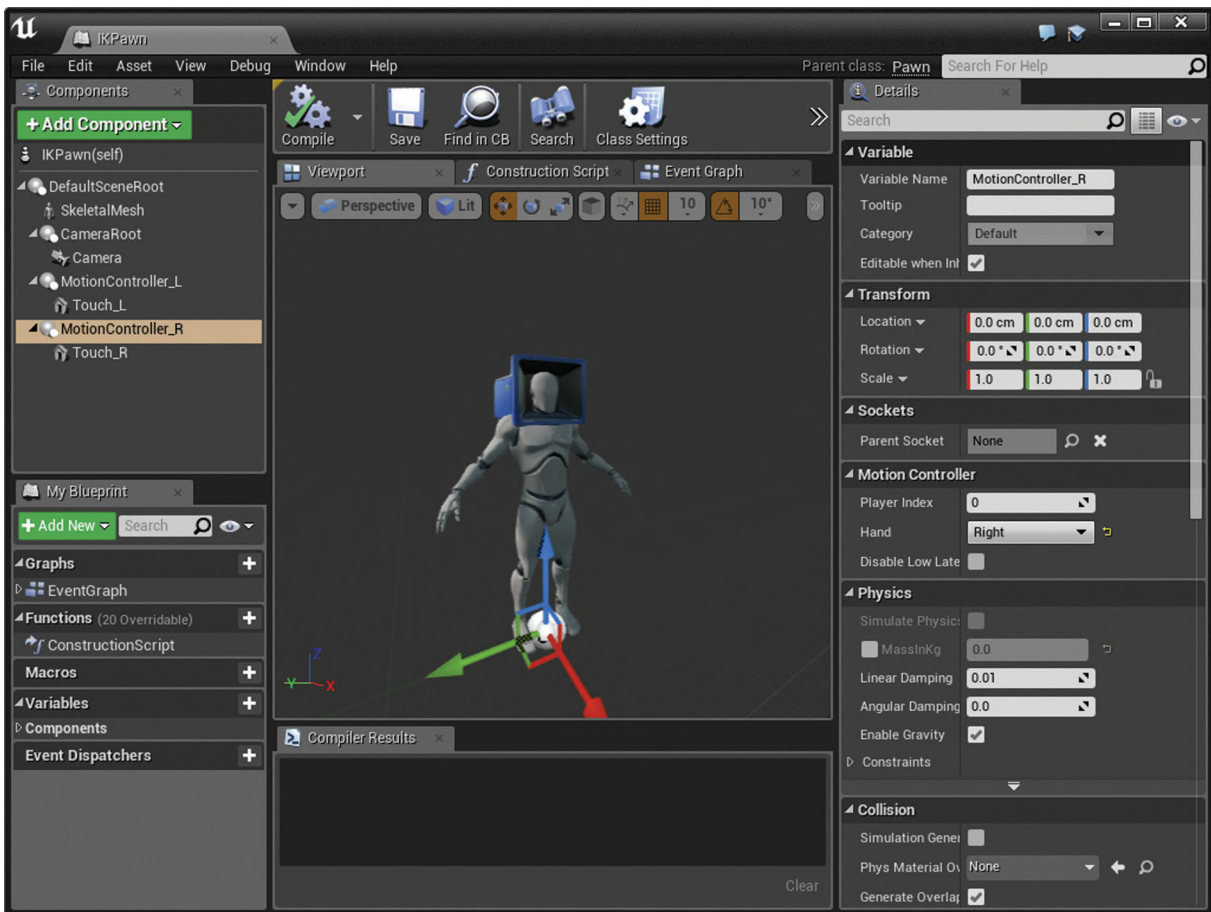 IKPawn
File Edit Asset View Debug Window Help
Parent class: Pawn
Search For Help
Components
+Add Component
IKPawn(self)
DefaultSceneRoot
SkeletalMesh
CameraRoot
Camera
MotionController_L
Touch_L
MotionController_R
Touch_R
My Blueprint
+Add New
Search
Graphs
EventGraph
Functions (20 Overridable)
ConstructionScript
Macros
Variables
Components
Event Dispatchers
Compile
Save
Find in CB
Search
Class Settings
Viewport
Construction Script
Event Graph
Perspective
Lit
10
10°
Z
Y
X
Compiler Results
Clear
Details
Search
Variable
Variable Name MotionController_R
Tooltip
Category Default
Editable when Inh
Transform
Location 0.0 cm 0.0 cm 0.0 cm
Rotation 0.0 ° 0.0 ° 0.0 °
Scale 1.0 1.0 1.0
Sockets
Parent Socket None
Motion Controller
Player Index 0
Hand Right
Disable Low Late
Physics
Simulate Physics
MassInKg 0.0
Linear Damping 0.01
Angular Damping 0.0
Enable Gravity
Constraints
Collision
Simulation Gener
Phys Material Ov None
Generate Overlap